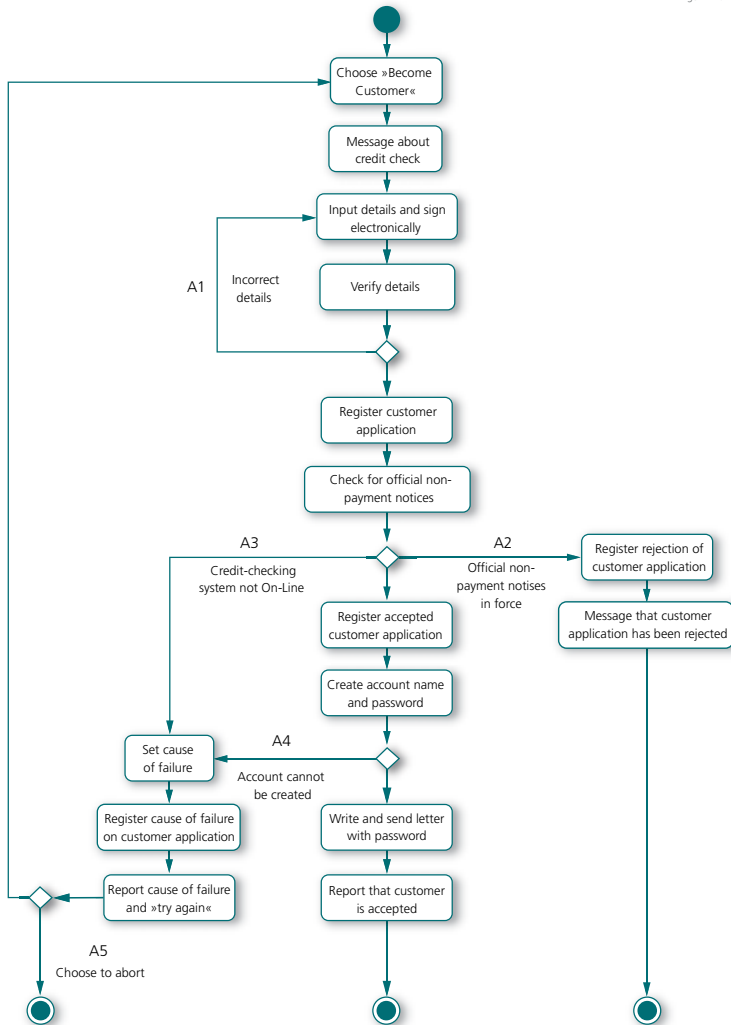 Choose »Become
Customer«
Message about
credit check
Input details and sign
electronically
A1
Incorrect
details
Verify details
Register customer
application
Check for official non-
payment notices
A3
Credit-checking
system not On-Line
A2
Official non-
payment notises
in force
Register rejection of
customer application
Message that customer
application has been rejected
Register accepted
customer application
Create account name
and password
A4
Account cannot
be created
Set cause
of failure
Register cause of failure
on customer application
Report cause of failure
and »try again«
Write and send letter
with password
Report that customer
is accepted
A5
Choose to abort